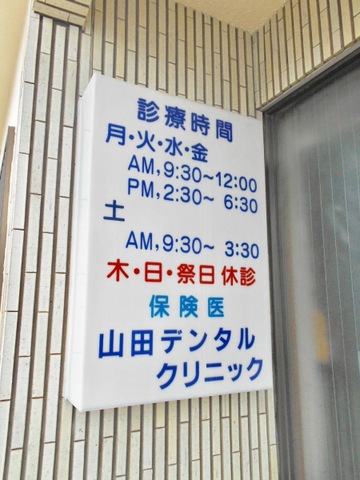 診療時間
月・火・水・金
AM,9:30〜12:00
PM,2:30〜 6:30
土
AM,9:30〜 3:30
木・日・祭日休診
保険医
山田デンタル
クリニック